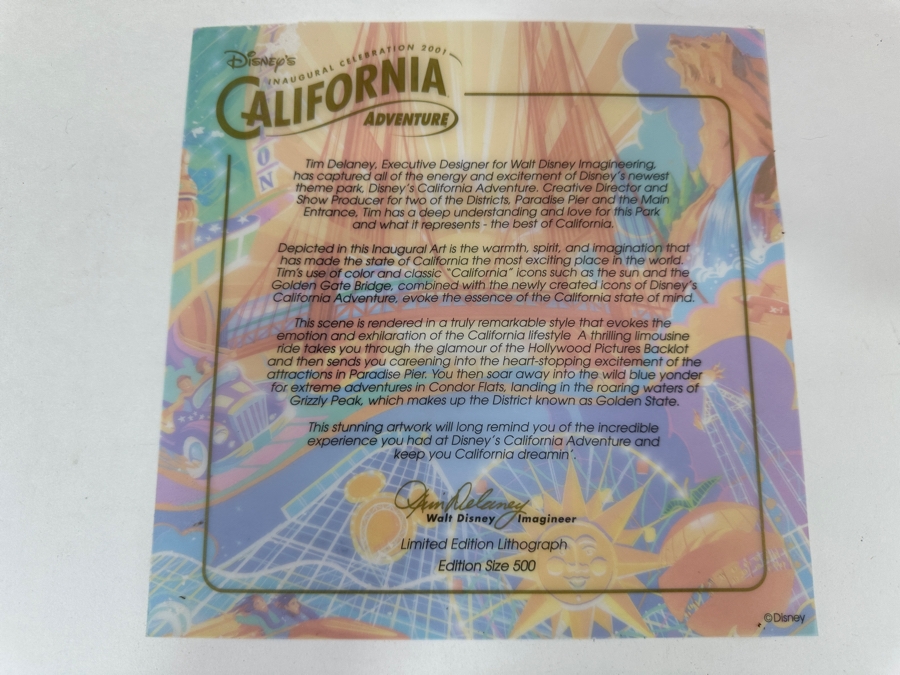 Disney's
INAUGURAL CELEBRATION 2001
CALIFORNIA
ADVENTURE
ON
Tim Delaney, Executive Designer for Walt Disney Imagineering,
has captured all of the energy and excitement of Disney's newest
theme park, Disney's California Adventure. Creative Director and
Show Producer for two of the Districts, Paradise Pier and the Main
Entrance, Tim has a deep understanding and love for this Park
and what it represents - the best of California.
Depicted in this Inaugural Art is the warmth, spirit, and imagination that
has made the state of California the most exciting place in the world.
Tim's use of color and classic "California" icons such as the sun and the
Golden Gate Bridge, combined with the newly created icons of Disney's
California Adventure, evoke the essence of the California state of mind.
This scene is rendered in a truly remarkable style that evokes the
emotion and exhilaration of the California lifestyle A thrilling limousine
ride takes you through the glamour of the Hollywood Pictures Backlot
and then sends you careening into the heart-stopping excitement of the
attractions in Paradise Pier. You then soar away into the wild blue yonder
for extreme adventures in Condor Flats, landing in the roaring waters of
Grizzly Peak, which makes up the District known as Golden State.
This stunning artwork will long remind you of the incredible
experience you had at Disney's California Adventure and
keep you California dreamin'.
Tim Delaney
Walt Disney Imagineer
Limited Edition Lithograph
Edition Size 500
©Disney